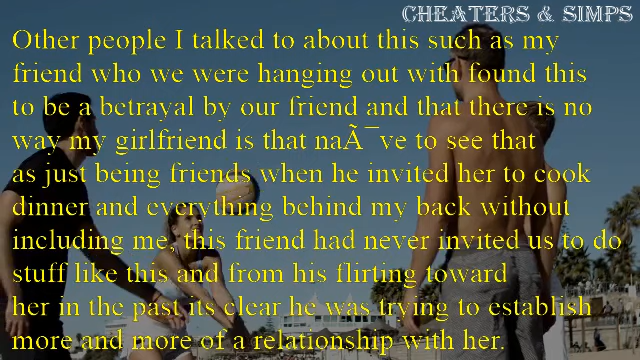 CHEATERS & SIMPS
Other people I talked to about this such as my
friend who we were hanging out with found this
to be a betrayal by our friend and that there is no
way my girlfriend is that naÃ¯ve to see that
as just being friends when he invited her to cook
dinner and everything behind my back without
including me, this friend had never invited us to do
stuff like this and from his flirting toward
her in the past its clear he was trying to establish
more and more of a relationship with her.